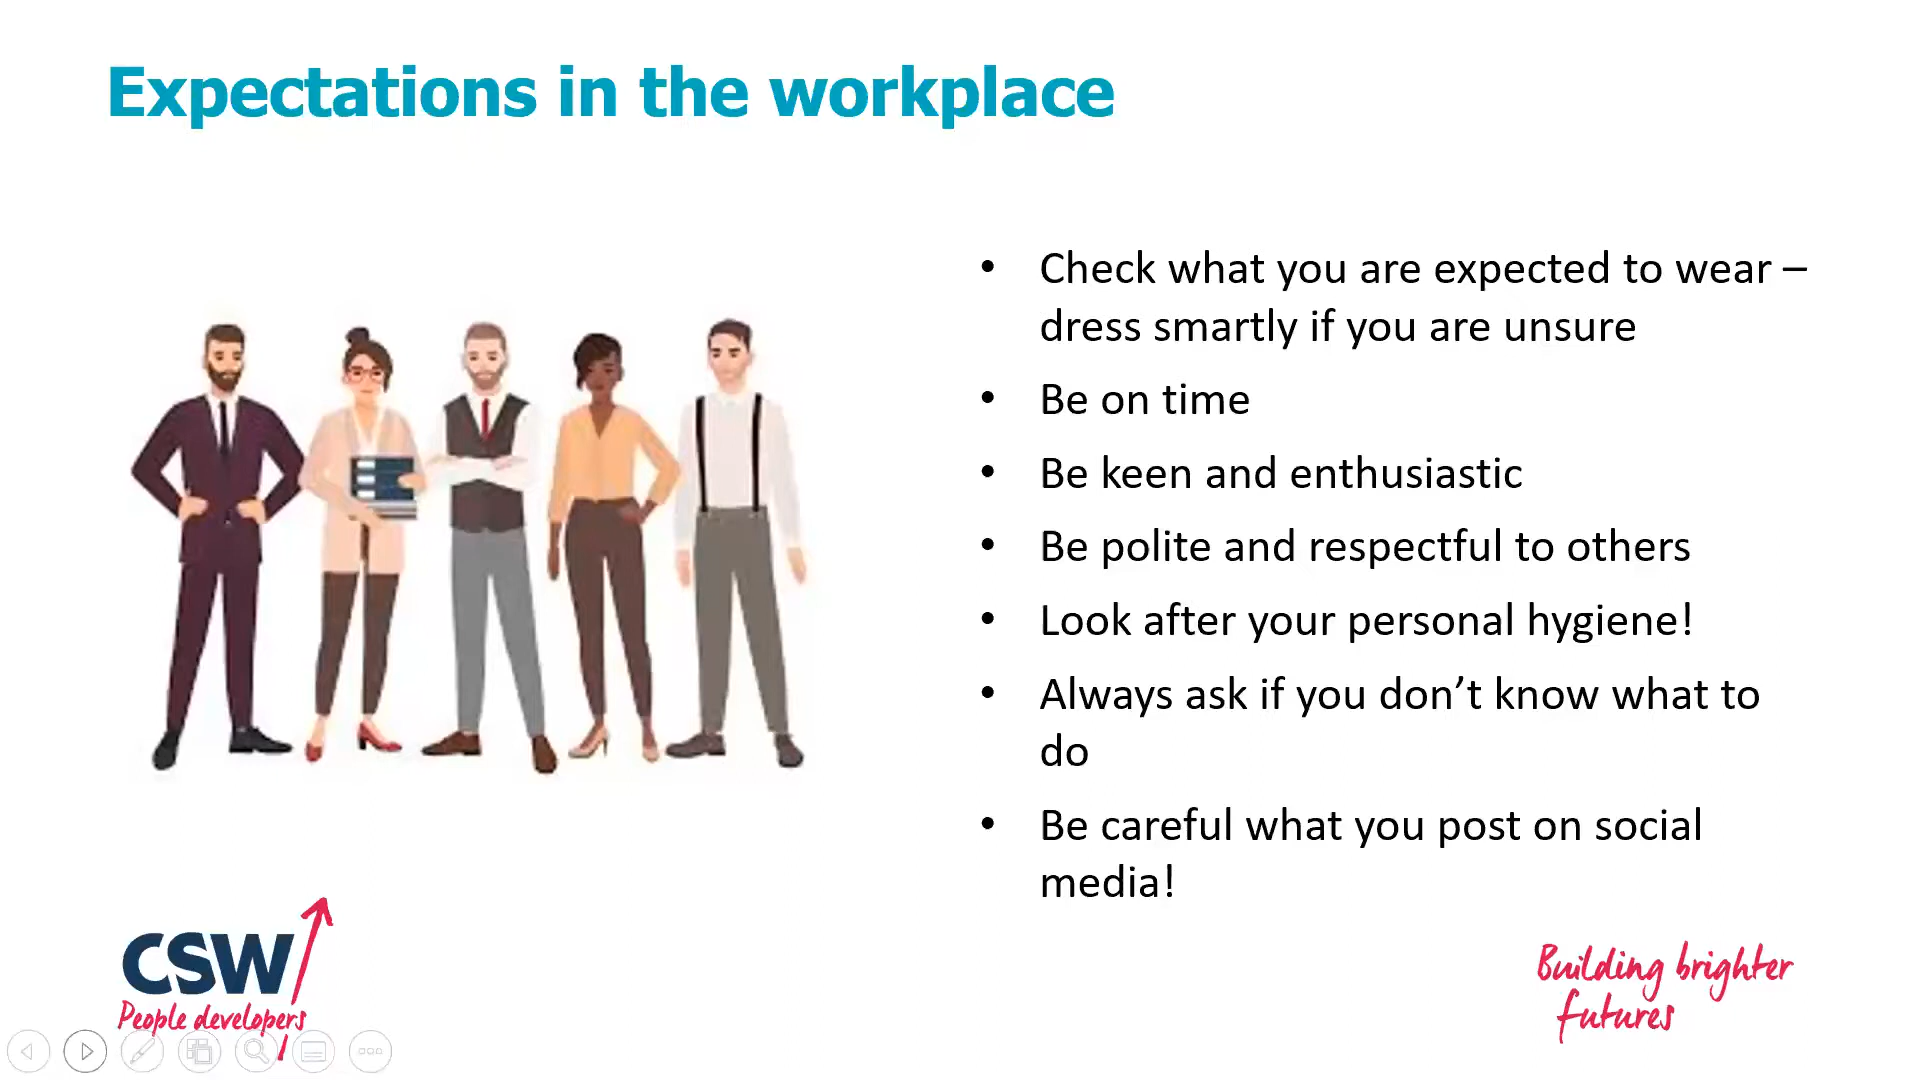 Expectations in the workplace
• Check what you are expected to wear –
dress smartly if you are unsure
• Be on time
• Be keen and enthusiastic
• Be polite and respectful to others
• Look after your personal hygiene!
• Always ask if you don’t know what to
do
• Be careful what you post on social
media!
CSW
People developers
Building brighter
futures